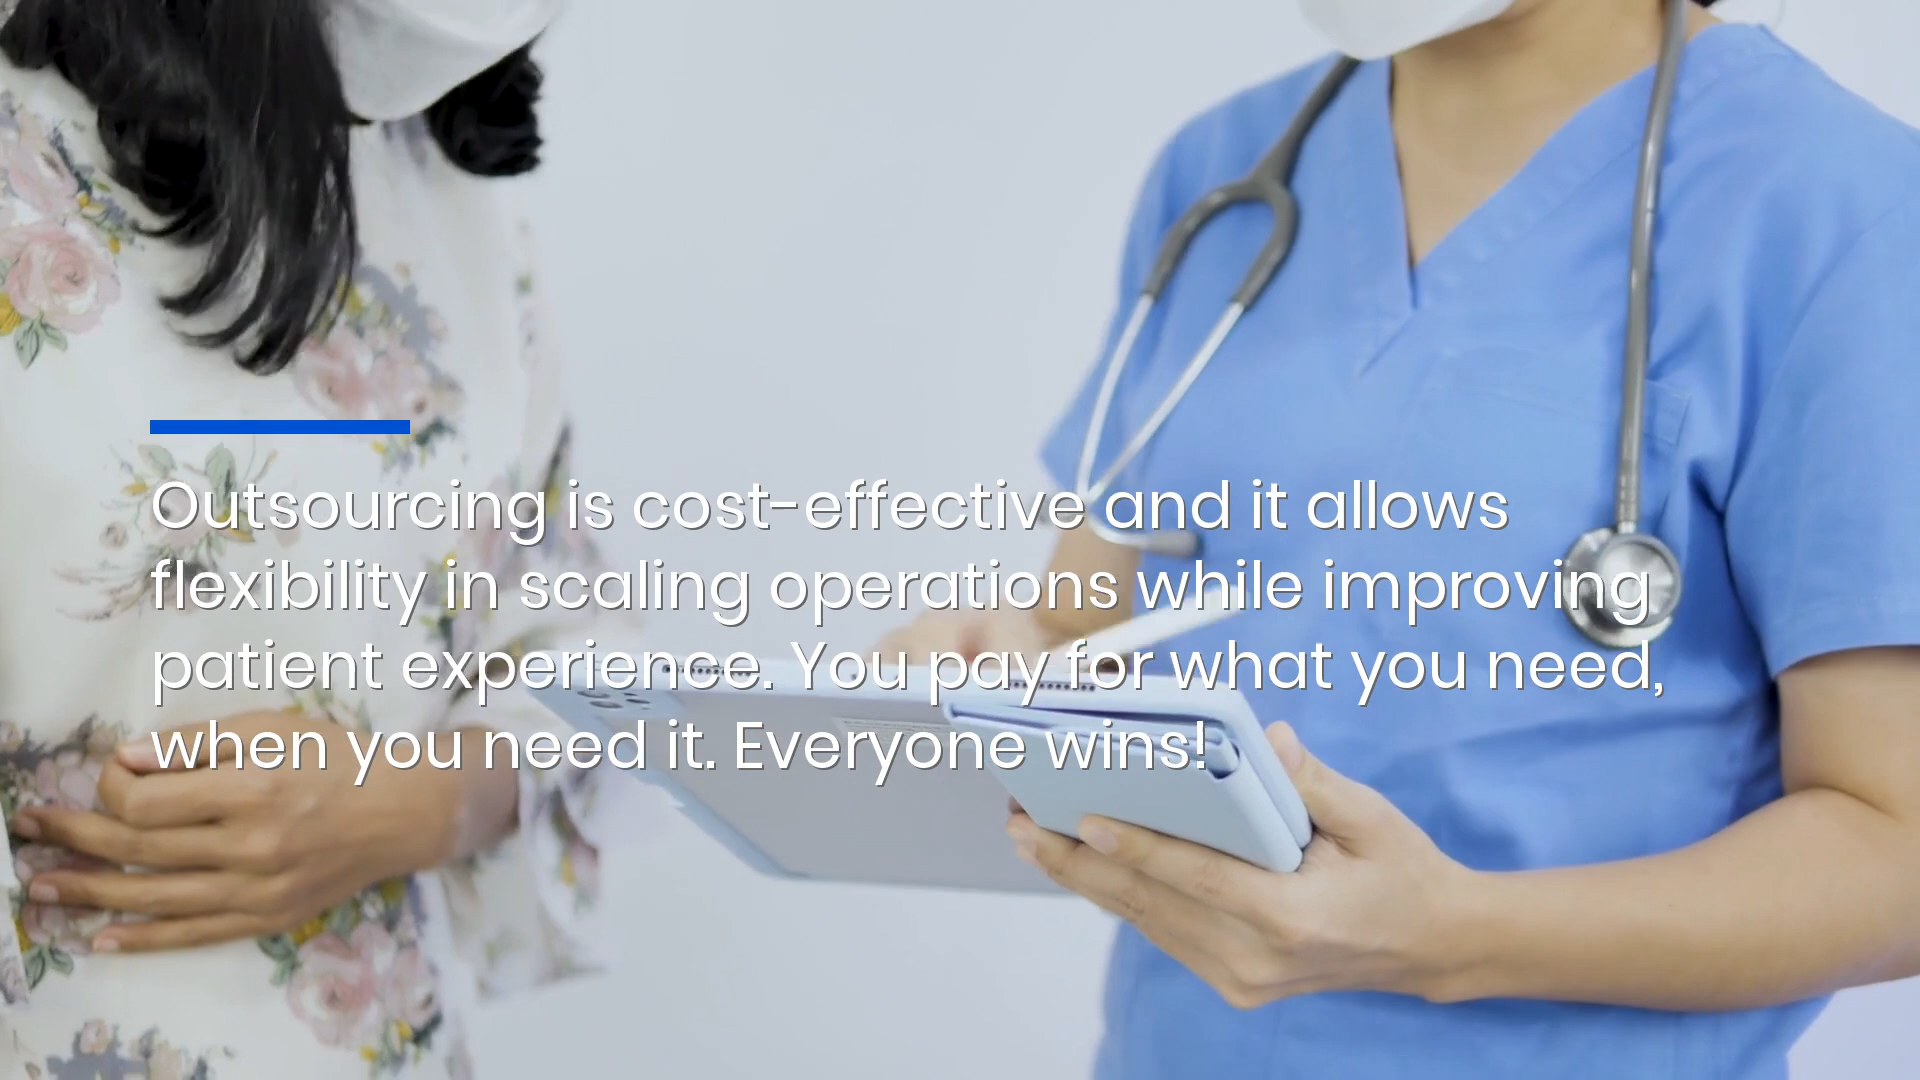 Outsourcing is cost-effective and it allows
flexibility in scaling operations while improving
patient experience. You pay for what you need,
when you need it. Everyone wins!